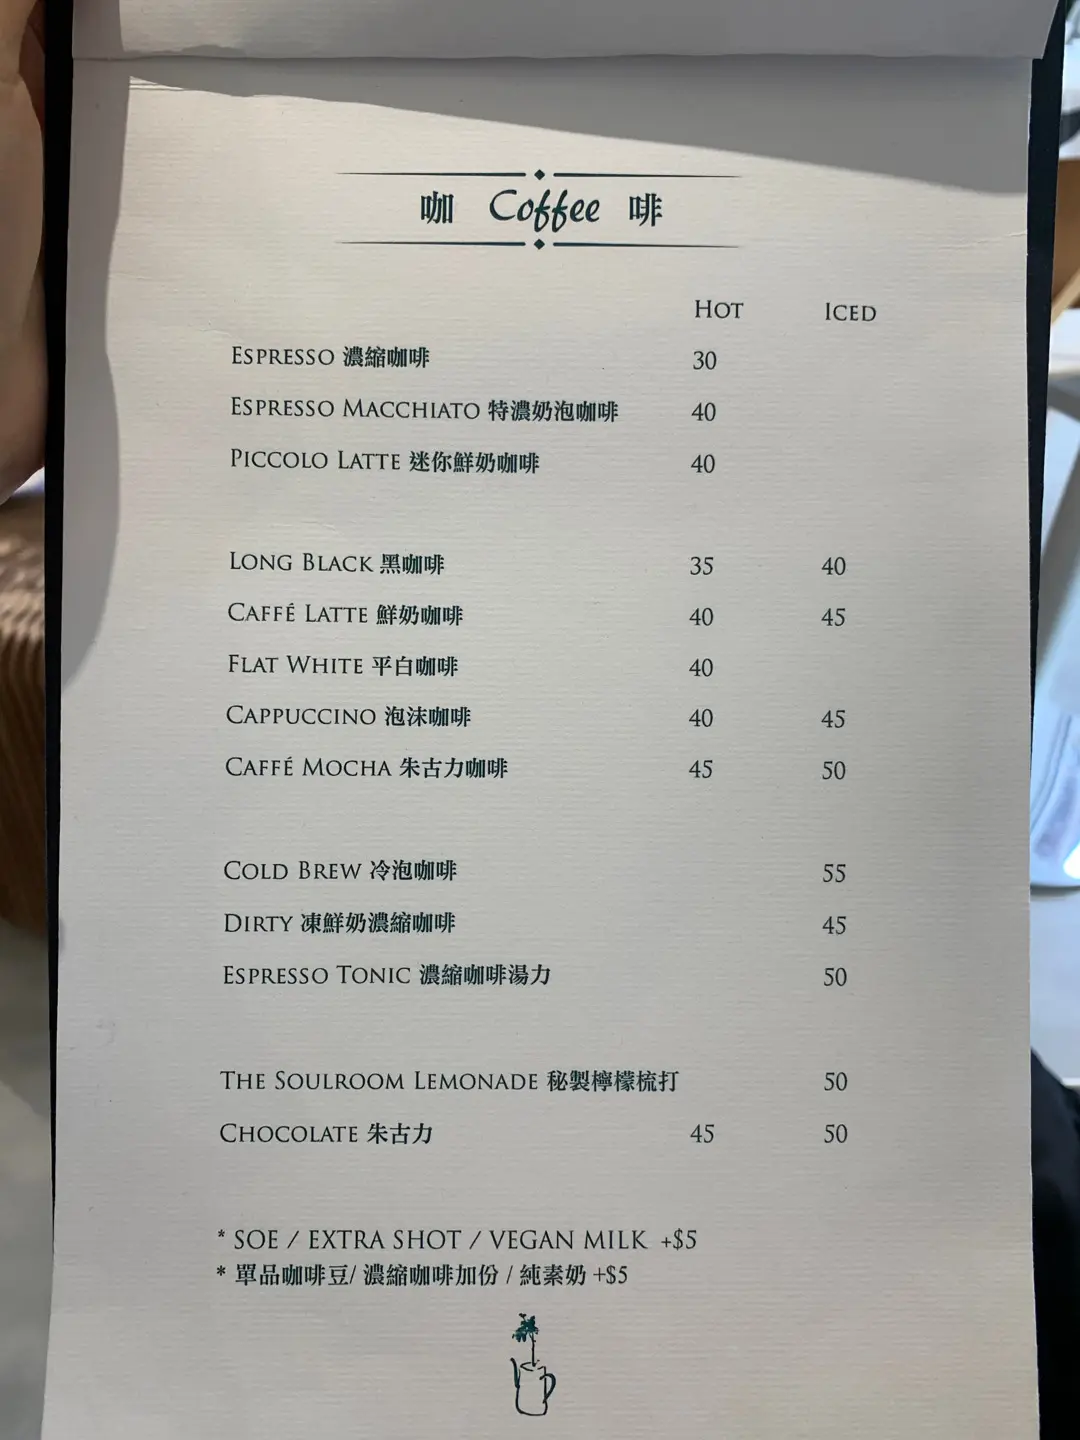 咖 Coffee 啡
HOT ICED
ESPRESSO 濃縮咖啡 30
ESPRESSO MACCHIATO 特濃奶泡咖啡 40
PICCOLO LATTE 迷你鮮奶咖啡 40
LONG BLACK 黑咖啡 35 40
CAFFÉ LATTE 鮮奶咖啡 40 45
FLAT WHITE 平白咖啡 40
CAPPUCCINO 泡沫咖啡 40 45
CAFFÉ MOCHA 朱古力咖啡 45 50
COLD BREW 冷泡咖啡 55
DIRTY 凍鮮奶濃縮咖啡 45
ESPRESSO TONIC 濃縮咖啡湯力 50
THE SOULROOM LEMONADE 秘製檸檬梳打 50
CHOCOLATE 朱古力 45 50
* SOE / EXTRA SHOT / VEGAN MILK +$5
* 單品咖啡豆/ 濃縮咖啡加份 / 純素奶 +$5